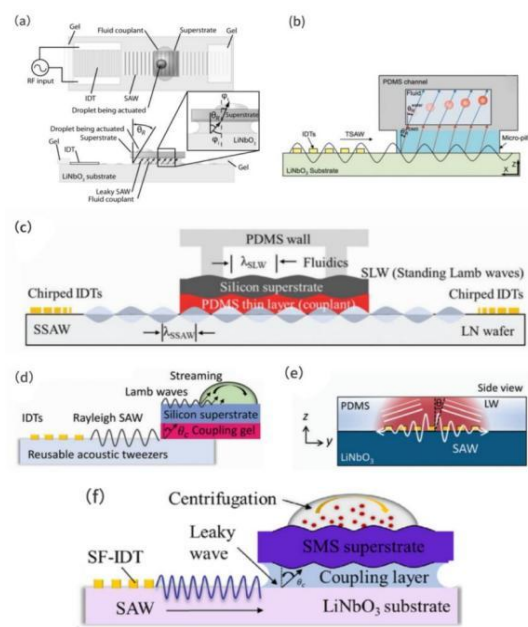 (a)
Gel
Fluid couplant
Superstrate
Gel
RF input
IDT
SAW
Droplet being actuated
Droplet being actuated
Superstrate
Gel
IDT
Gel
LiNbO3 substrate
Leaky SAW
Fluid couplant
Superstrate
LiNbO3
(b)
PDMS channel
Fluid
IDTs
TSAW
Micro-pill
LiNbO3 Substrate
X
Z
(c)
PDMS wall
λSLW
Fluidics
SLW (Standing Lamb waves)
Silicon superstrate
Chirped IDTs
PDMS thin layer (couplant)
Chirped IDTs
SSAW
λSSAW
LN wafer
(d)
Streaming
Lamb waves
IDTs
Rayleigh SAW
Silicon superstrate
θc Coupling gel
Reusable acoustic tweezers
(e)
Side view
PDMS
LW
z
y
SAW
LiNbO3
(f)
Centrifugation
Leaky
wave
SMS superstrate
SF-IDT
θc
Coupling layer
SAW
LiNbO3 substrate